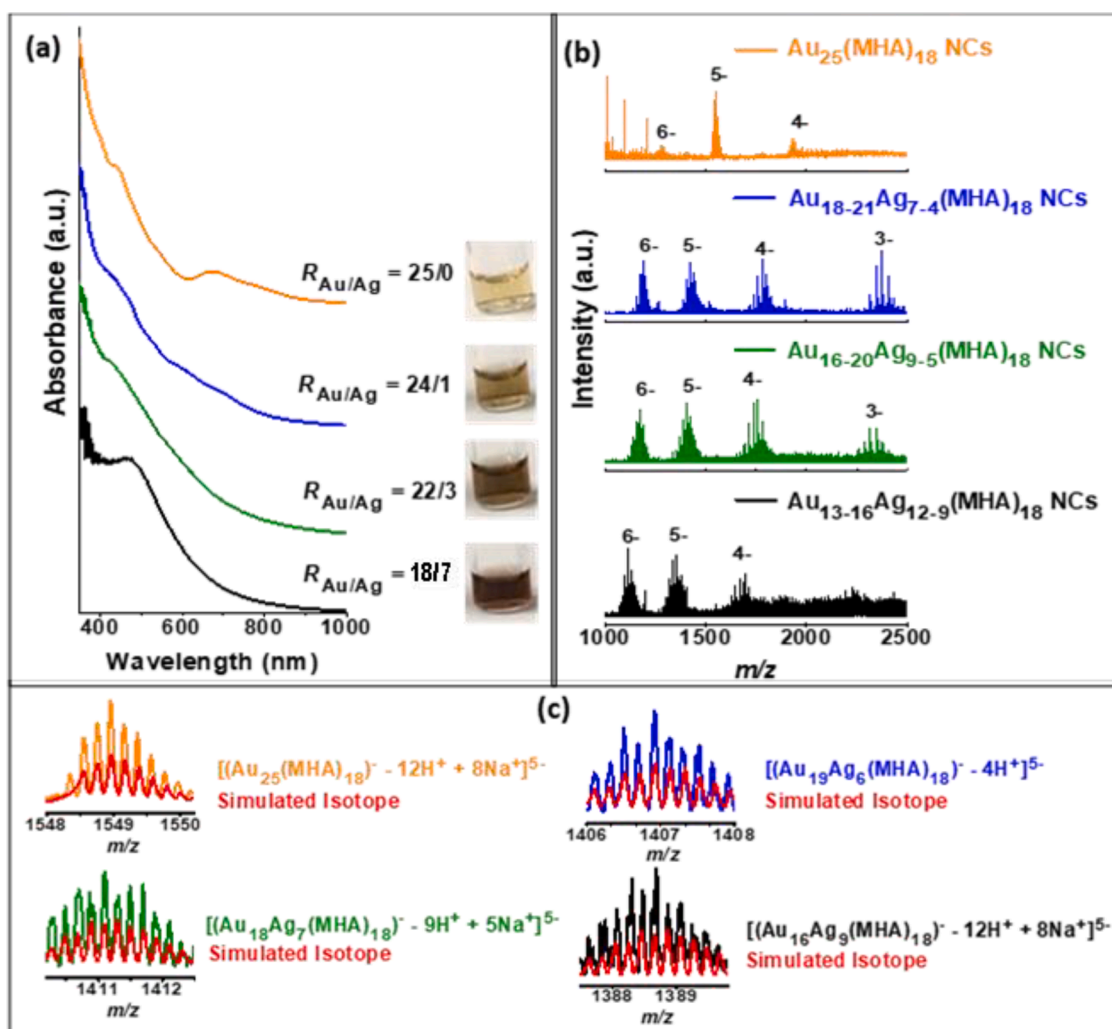 (a)
Absorbance (a.u.)
R_Au/Ag = 25/0
R_Au/Ag = 24/1
R_Au/Ag = 22/3
R_Au/Ag = 18/7
400 600 800 1000
Wavelength (nm)
(b)
Intensity (a.u.)
Au25(MHA)18 NCs
6- 5- 4-
Au18-21Ag7-4(MHA)18 NCs
6- 5- 4- 3-
Au16-20Ag9-5(MHA)18 NCs
6- 5- 4- 3-
Au13-16Ag12-9(MHA)18 NCs
6- 5- 4-
1000 1500 2000 2500
m/z
(c)
[(Au25(MHA)18)- - 12H+ + 8Na+]5-
Simulated Isotope
1548 1549 1550
m/z
[(Au19Ag6(MHA)18)- - 4H+]5-
Simulated Isotope
1406 1407 1408
m/z
[(Au18Ag7(MHA)18)- - 9H+ + 5Na+]5-
Simulated Isotope
1411 1412
m/z
[(Au16Ag9(MHA)18)- - 12H+ + 8Na+]5-
Simulated Isotope
1388 1389
m/z